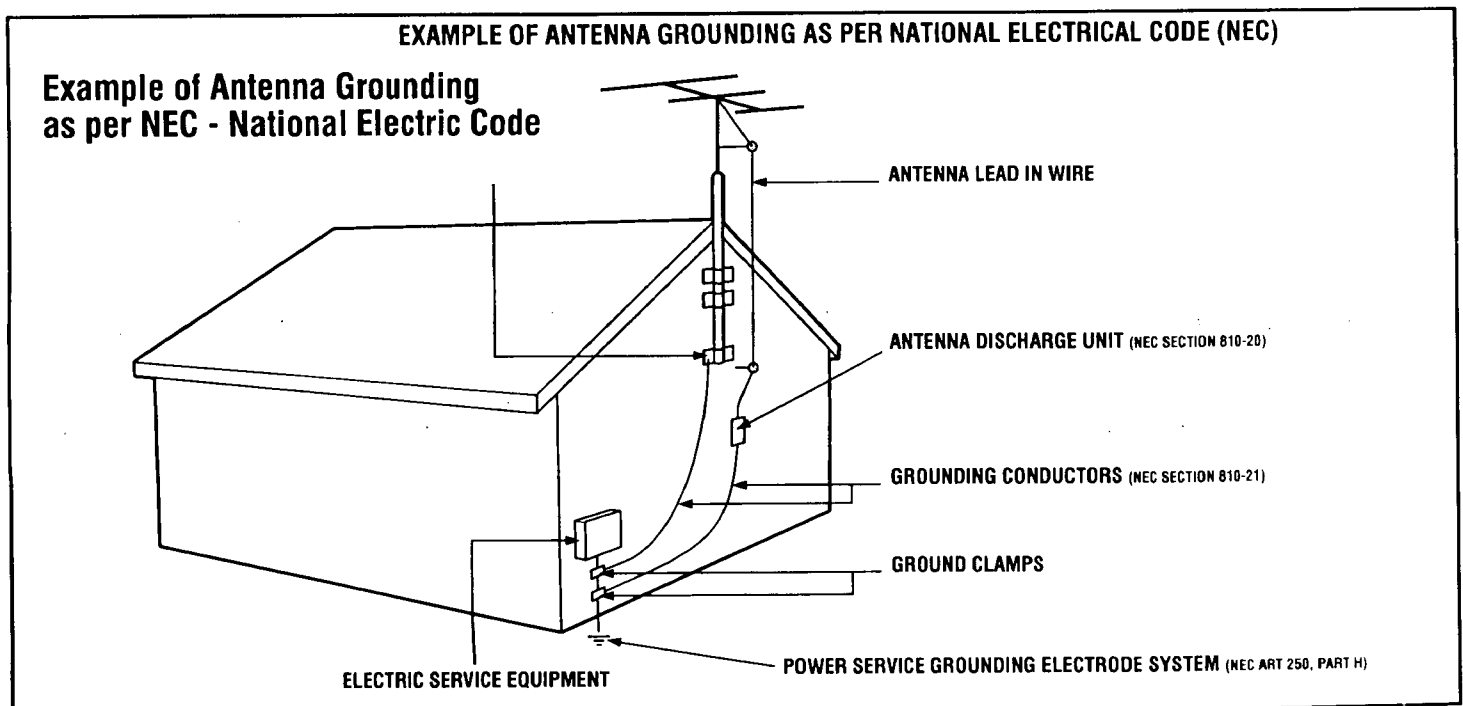 EXAMPLE OF ANTENNA GROUNDING AS PER NATIONAL ELECTRICAL CODE (NEC)
Example of Antenna Grounding
as per NEC - National Electric Code
ANTENNA LEAD IN WIRE
ANTENNA DISCHARGE UNIT (NEC SECTION 810-20)
GROUNDING CONDUCTORS (NEC SECTION 810-21)
GROUND CLAMPS
POWER SERVICE GROUNDING ELECTRODE SYSTEM (NEC ART 250, PART H)
ELECTRIC SERVICE EQUIPMENT